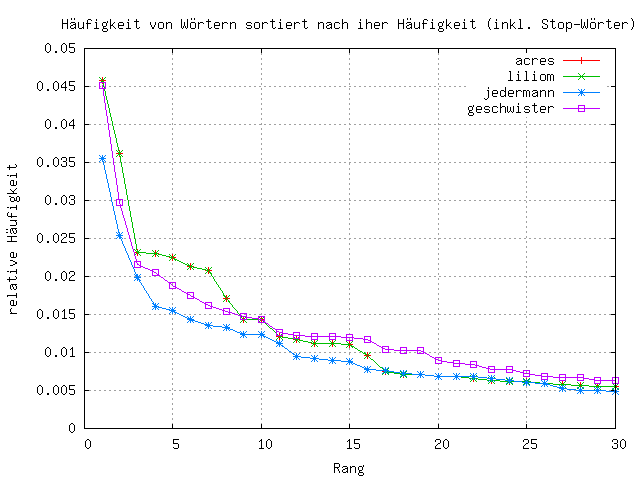 Häufigkeit von Wörtern sortiert nach iher Häufigkeit (inkl. Stop-Wörter)
acres
liliom
jedermann
geschwister
relative Häufigkeit
0.05
0.045
0.04
0.035
0.03
0.025
0.02
0.015
0.01
0.005
0
0 5 10 15 20 25 30
Rang